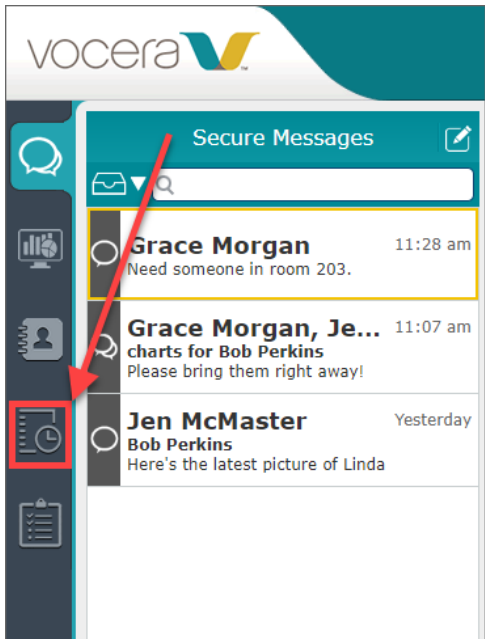 vocera
Secure Messages
Grace Morgan 11:28 am
Need someone in room 203.
Grace Morgan, Je... 11:07 am
charts for Bob Perkins
Please bring them right away!
Jen McMaster Yesterday
Bob Perkins
Here's the latest picture of Linda